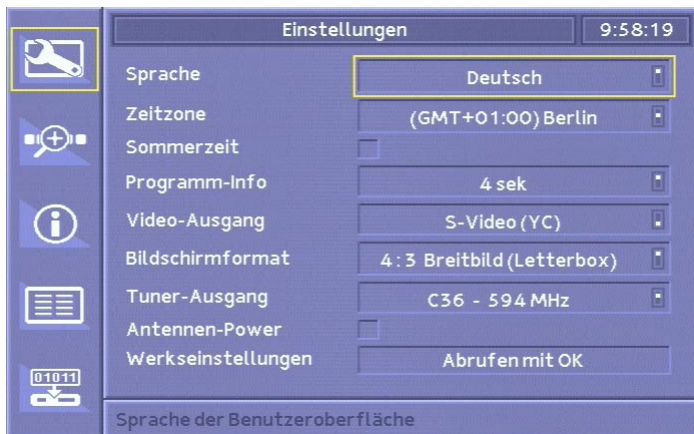 Einstellungen 9:58:19
Sprache Deutsch
Zeitzone (GMT+01:00) Berlin
Sommerzeit
Programm-Info 4 sek
Video-Ausgang S-Video (YC)
Bildschirmformat 4:3 Breitbild (Letterbox)
Tuner-Ausgang C36 - 594 MHz
Antennen-Power
Werkseinstellungen Abrufen mit OK
01011
Sprache der Benutzeroberfläche